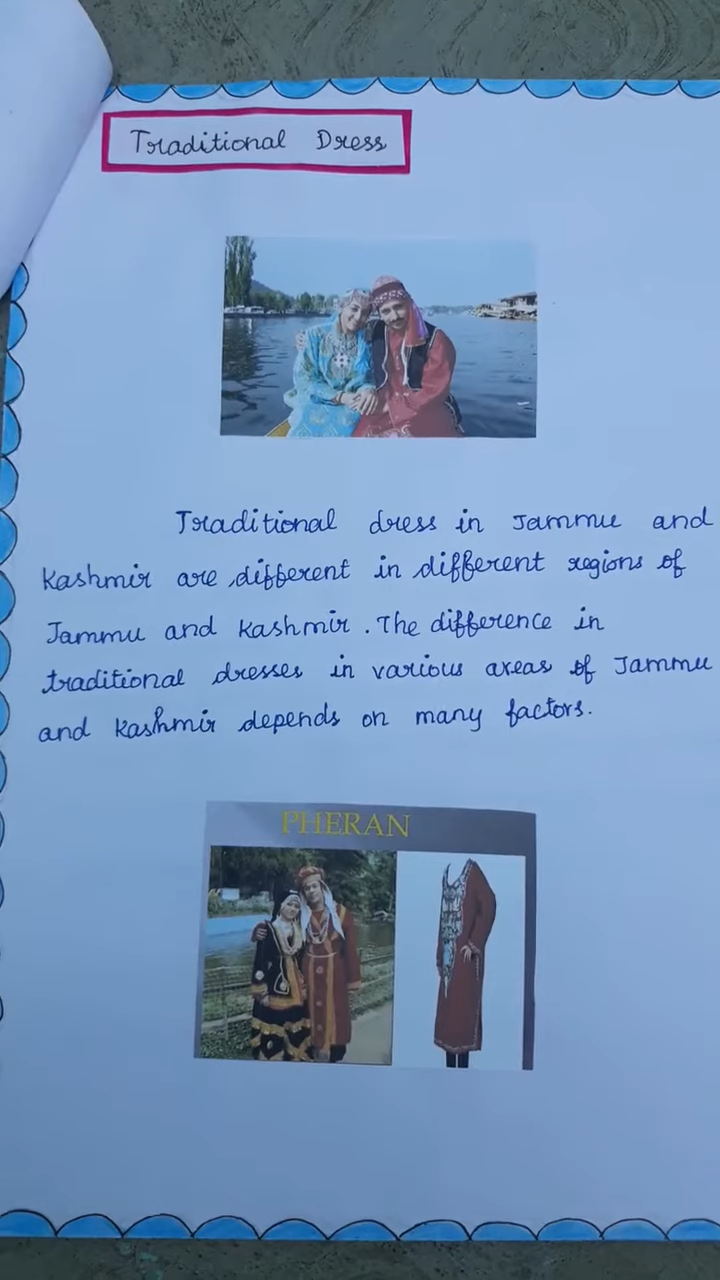 Traditional Dress
Traditional dress in Jammu and
Kashmir are different in different regions of
Jammu and Kashmir. The difference in
traditional dresses in various areas of Jammu
and Kashmir depends on many factors.
PHERAN